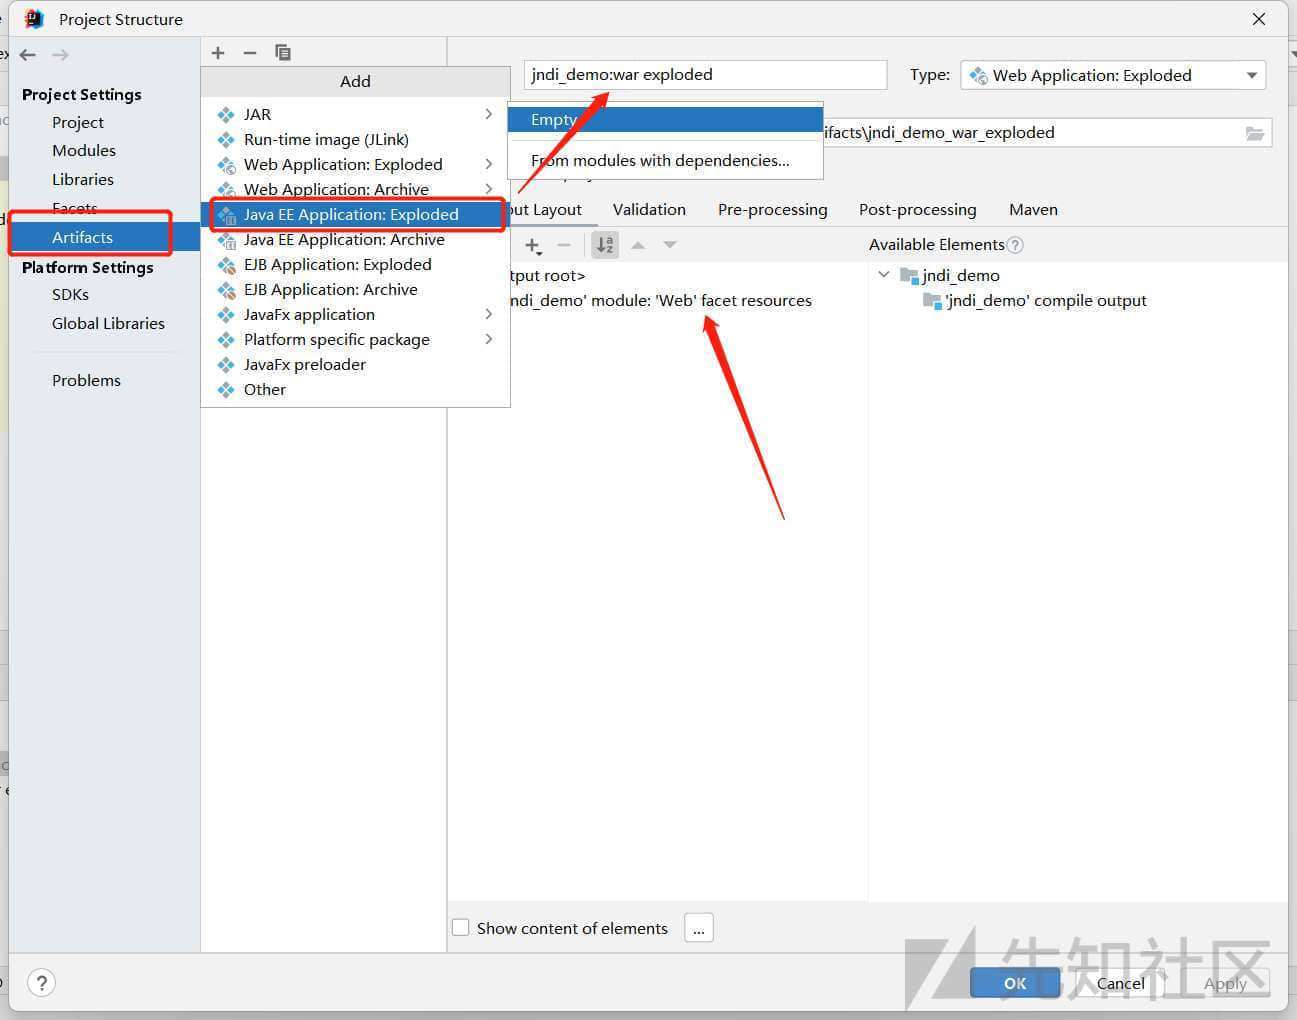 Project Structure
Project Settings
Project
Modules
Libraries
Facets
Artifacts
Platform Settings
SDKs
Global Libraries
Problems
Add
JAR
Run-time image (JLink)
Web Application: Exploded
Web Application: Archive
Java EE Application: Exploded
Java EE Application: Archive
EJB Application: Exploded
EJB Application: Archive
JavaFx application
Platform specific package
JavaFx preloader
Other
jndi_demo:war exploded
Type: Web Application: Exploded
Empty
From modules with dependencies...
ifacts\jndi_demo_war_exploded
out Layout Validation Pre-processing Post-processing Maven
Available Elements ?
tput root>
ndi_demo' module: 'Web' facet resources
jndi_demo
'jndi_demo' compile output
Show content of elements ...
? OK Cancel Apply
先知社区